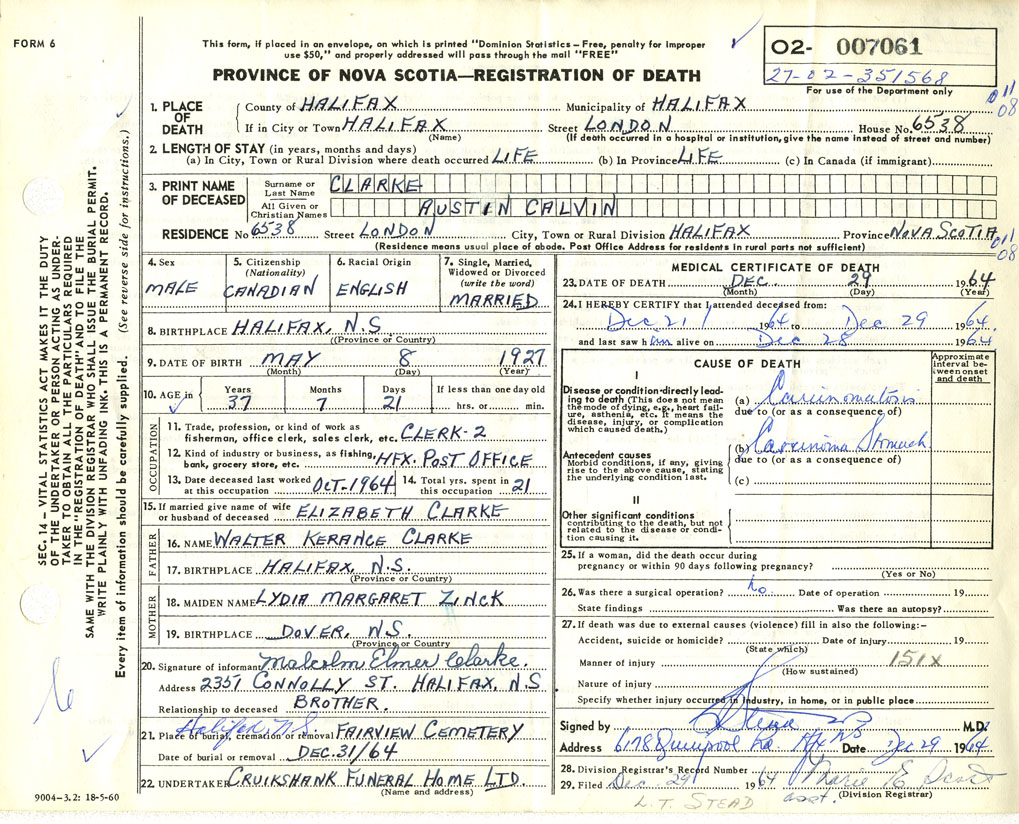 FORM 6
This form, if placed in an envelope, on which is printed "Dominion Statistics—Free, penalty for improper
use $50," and properly addressed will pass through the mail "FREE"
O2- 007061
27-02-351568
For use of the Department only
PROVINCE OF NOVA SCOTIA—REGISTRATION OF DEATH
011
08
1. PLACE OF DEATH
County of HALIFAX Municipality of HALIFAX
If in City or Town HALIFAX Street LONDON House No. 6538
(Name) (If death occurred in a hospital or institution, give the name instead of street and number)
2. LENGTH OF STAY (in years, months and days)
(a) In City, Town or Rural Division where death occurred LIFE (b) In Province LIFE (c) In Canada (if immigrant)
3. PRINT NAME OF DECEASED
Surname or Last Name CLARKE
All Given or Christian Names AUSTIN CALVIN
RESIDENCE No 6538 Street LONDON City, Town or Rural Division HALIFAX Province NOVA SCOTIA
(Residence means usual place of abode. Post Office Address for residents in rural parts not sufficient)
011
08
4. Sex
MALE
5. Citizenship
(Nationality)
CANADIAN
6. Racial Origin
ENGLISH
7. Single, Married, Widowed or Divorced
(write the word)
MARRIED
8. BIRTHPLACE HALIFAX, N.S.
(Province or Country)
9. DATE OF BIRTH MAY 8 1927
(Month) (Day) (Year)
10. AGE in
Years 37
Months 7
Days 21
If less than one day old
hrs. or min.
OCCUPATION
11. Trade, profession, or kind of work as
fisherman, office clerk, sales clerk, etc. CLERK-2
12. Kind of industry or business, as fishing,
bank, grocery store, etc. HFX. POST OFFICE
13. Date deceased last worked
at this occupation OCT-1964
14. Total yrs. spent in
this occupation 21
15. If married give name of wife
or husband of deceased ELIZABETH CLARKE
FATHER
16. NAME WALTER KERANCE CLARKE
17. BIRTHPLACE HALIFAX, N.S.
(Province or Country)
MOTHER
18. MAIDEN NAME LYDIA MARGARET ZINCK
19. BIRTHPLACE DOVER, N.S.
(Province or Country)
20. Signature of informant Malcolm Elmer Clarke.
Address 2351 CONNOLLY ST. HALIFAX, N.S
Relationship to deceased BROTHER.
Halifax NS
21. Place of burial, cremation or removal FAIRVIEW CEMETERY
Date of burial or removal DEC. 31/64
22. UNDERTAKER CRUIKSHANK FUNERAL HOME LTD.
(Name and address)
MEDICAL CERTIFICATE OF DEATH
23. DATE OF DEATH DEC. 29 1964
(Month) (Day) (Year)
24. I HEREBY CERTIFY that I attended deceased from:
Dec 21 1964 to Dec 29 1964.
and last saw him alive on Dec 28 1964
CAUSE OF DEATH
Approximate interval between onset and death
I
Disease or condition directly leading to death (This does not mean the mode of dying, e.g., heart failure, asthenia, etc. It means the disease, injury, or complication which caused death.)
(a) Carcinomatosis
due to (or as a consequence of)
(b) Carcinoma Stomach
due to (or as a consequence of)
Antecedent causes
Morbid conditions, if any, giving rise to the above cause, stating the underlying condition last.
(c)
II
Other significant conditions
contributing to the death, but not related to the disease or condition causing it.
25. If a woman, did the death occur during
pregnancy or within 90 days following pregnancy?
(Yes or No)
26. Was there a surgical operation? no. Date of operation 19
State findings Was there an autopsy?
27. If death was due to external causes (violence) fill in also the following:—
Accident, suicide or homicide? Date of injury 19
(State which)
Manner of injury 151X
(How sustained)
Nature of injury
Specify whether injury occurred in Industry, in home, or in public place
Signed by M.D.
Address 6178 Quinpool Date Dec 29 1964
28. Division Registrar's Record Number
29. Filed Dec. 29 1964 Marie E.
(Division Registrar)
L.T. STEAD asst.
SEC. 14 — VITAL STATISTICS ACT MAKES IT THE DUTY
OF THE UNDERTAKER OR PERSON ACTING AS UNDER-
TAKER TO OBTAIN ALL THE PARTICULARS REQUIRED
IN THE "REGISTRATION OF DEATH" AND TO FILE THE
SAME WITH THE DIVISION REGISTRAR WHO SHALL ISSUE THE BURIAL PERMIT.
WRITE PLAINLY WITH UNFADING INK. THIS IS A PERMANENT RECORD.
Every item of information should be carefully supplied. (See reverse side for instructions.)
9004-3.2: 18-5-60